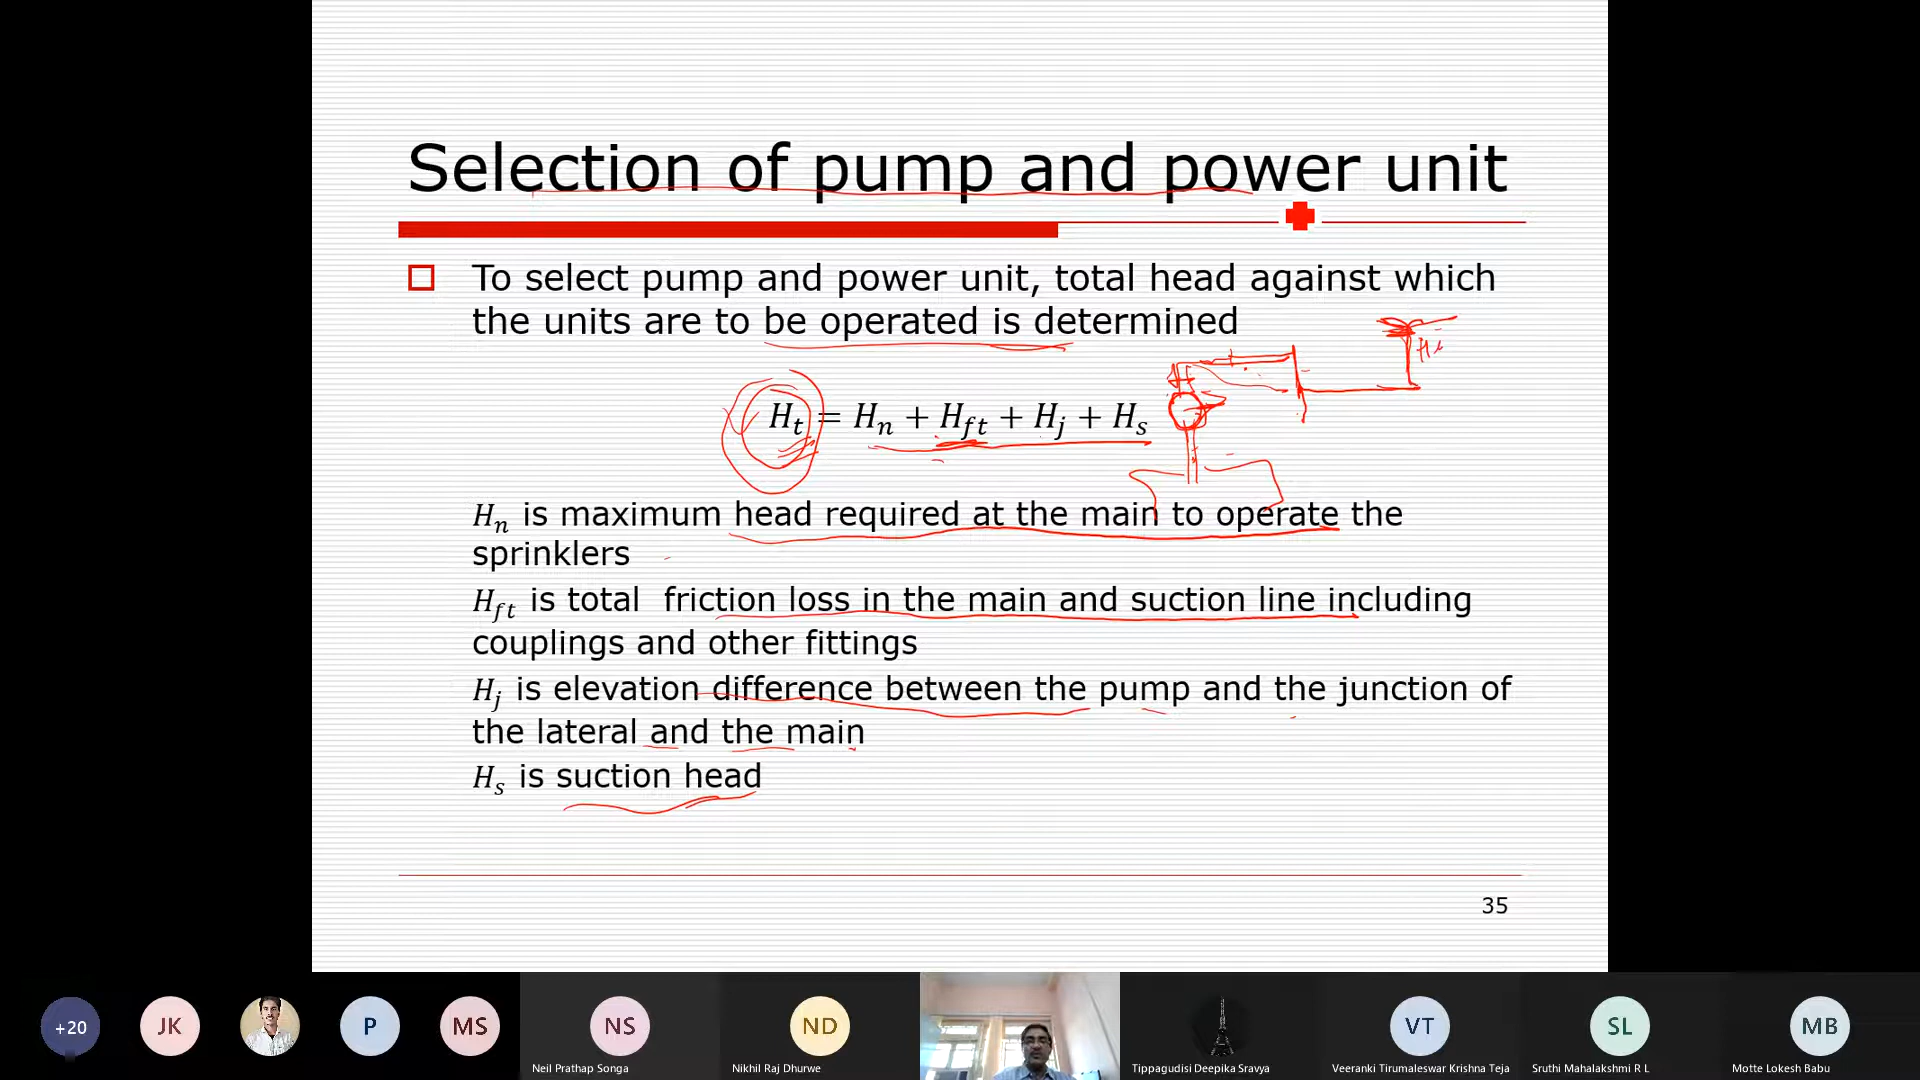 Selection of pump and power unit
To select pump and power unit, total head against which
the units are to be operated is determined
Hₜ = Hₙ + H_ft + Hⱼ + Hₛ
Hₙ is maximum head required at the main to operate the
sprinklers
H_ft is total friction loss in the main and suction line including
couplings and other fittings
Hⱼ is elevation difference between the pump and the junction of
the lateral and the main
Hₛ is suction head
35
+20
JK
P
MS
NS
ND
VT
SL
MB
Neil Prathap Songa
Nikhil Raj Dhurwe
Tippagudisi Deepika Sravya
Veeranki Tirumaleswar Krishna Teja
Sruthi Mahalakshmi R L
Motte Lokesh Babu